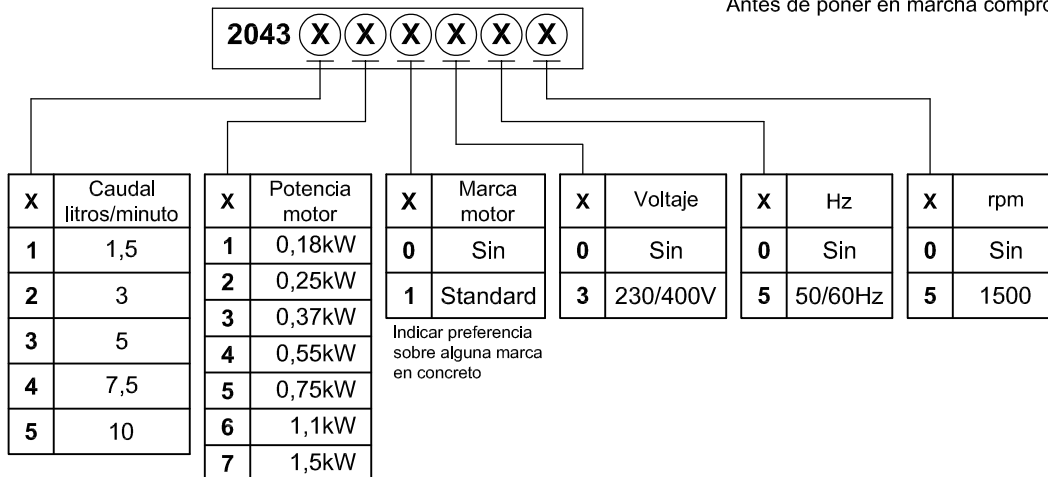 Antes de poner en marcha compro
2043 X X X X X X
X Caudal litros/minuto
1 1,5
2 3
3 5
4 7,5
5 10
X Potencia motor
1 0,18kW
2 0,25kW
3 0,37kW
4 0,55kW
5 0,75kW
6 1,1kW
7 1,5kW
X Marca motor
0 Sin
1 Standard
Indicar preferencia
sobre alguna marca
en concreto
X Voltaje
0 Sin
3 230/400V
X Hz
0 Sin
5 50/60Hz
X rpm
0 Sin
5 1500